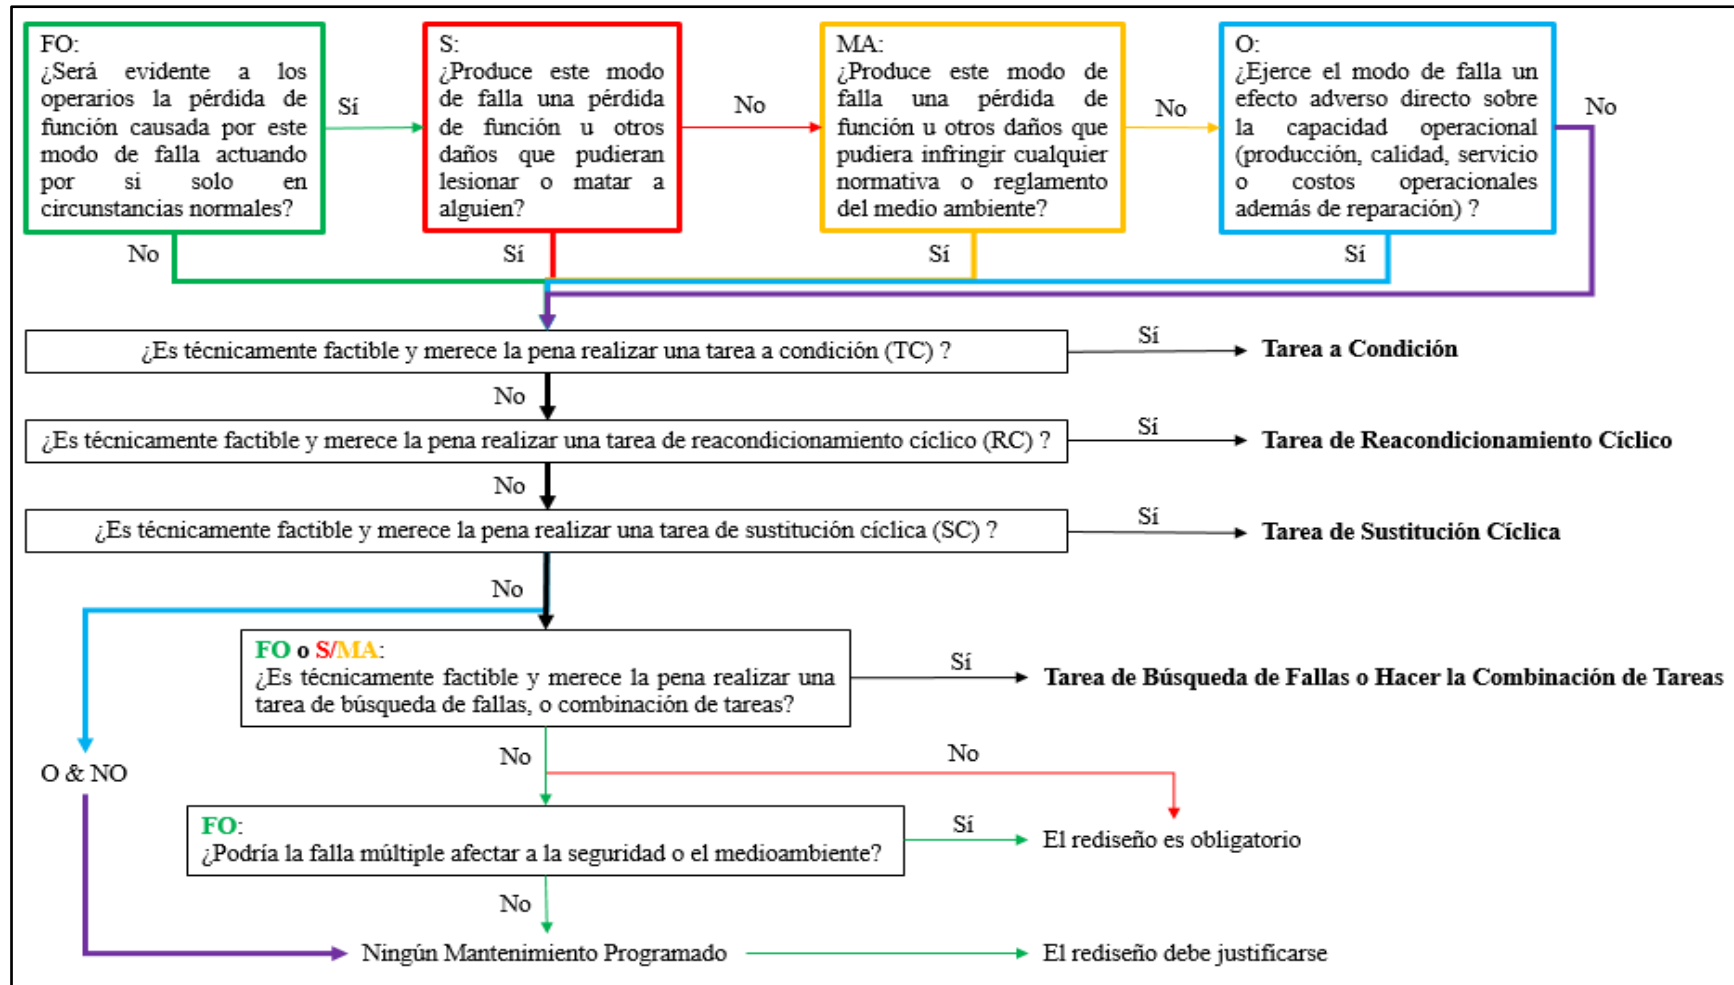 FO:
¿Será evidente a los
operarios la pérdida de
función causada por este
modo de falla actuando
por si solo en
circunstancias normales?
Sí
No
S:
¿Produce este modo
de falla una pérdida
de función u otros
daños que pudieran
lesionar o matar a
alguien?
No
Sí
MA:
¿Produce este modo de
falla una pérdida de
función u otros daños que
pudiera infringir cualquier
normativa o reglamento
del medio ambiente?
No
Sí
O:
¿Ejerce el modo de falla un
efecto adverso directo sobre
la capacidad operacional
(producción, calidad, servicio
o costos operacionales
además de reparación) ?
No
Sí
¿Es técnicamente factible y merece la pena realizar una tarea a condición (TC) ?
Sí
Tarea a Condición
No
¿Es técnicamente factible y merece la pena realizar una tarea de reacondicionamiento cíclico (RC) ?
Sí
Tarea de Reacondicionamiento Cíclico
No
¿Es técnicamente factible y merece la pena realizar una tarea de sustitución cíclica (SC) ?
Sí
Tarea de Sustitución Cíclica
No
FO o S/MA:
¿Es técnicamente factible y merece la pena realizar una
tarea de búsqueda de fallas, o combinación de tareas?
Sí
Tarea de Búsqueda de Fallas o Hacer la Combinación de Tareas
No
No
O & NO
FO:
¿Podría la falla múltiple afectar a la seguridad o el medioambiente?
Sí
El rediseño es obligatorio
No
Ningún Mantenimiento Programado
El rediseño debe justificarse